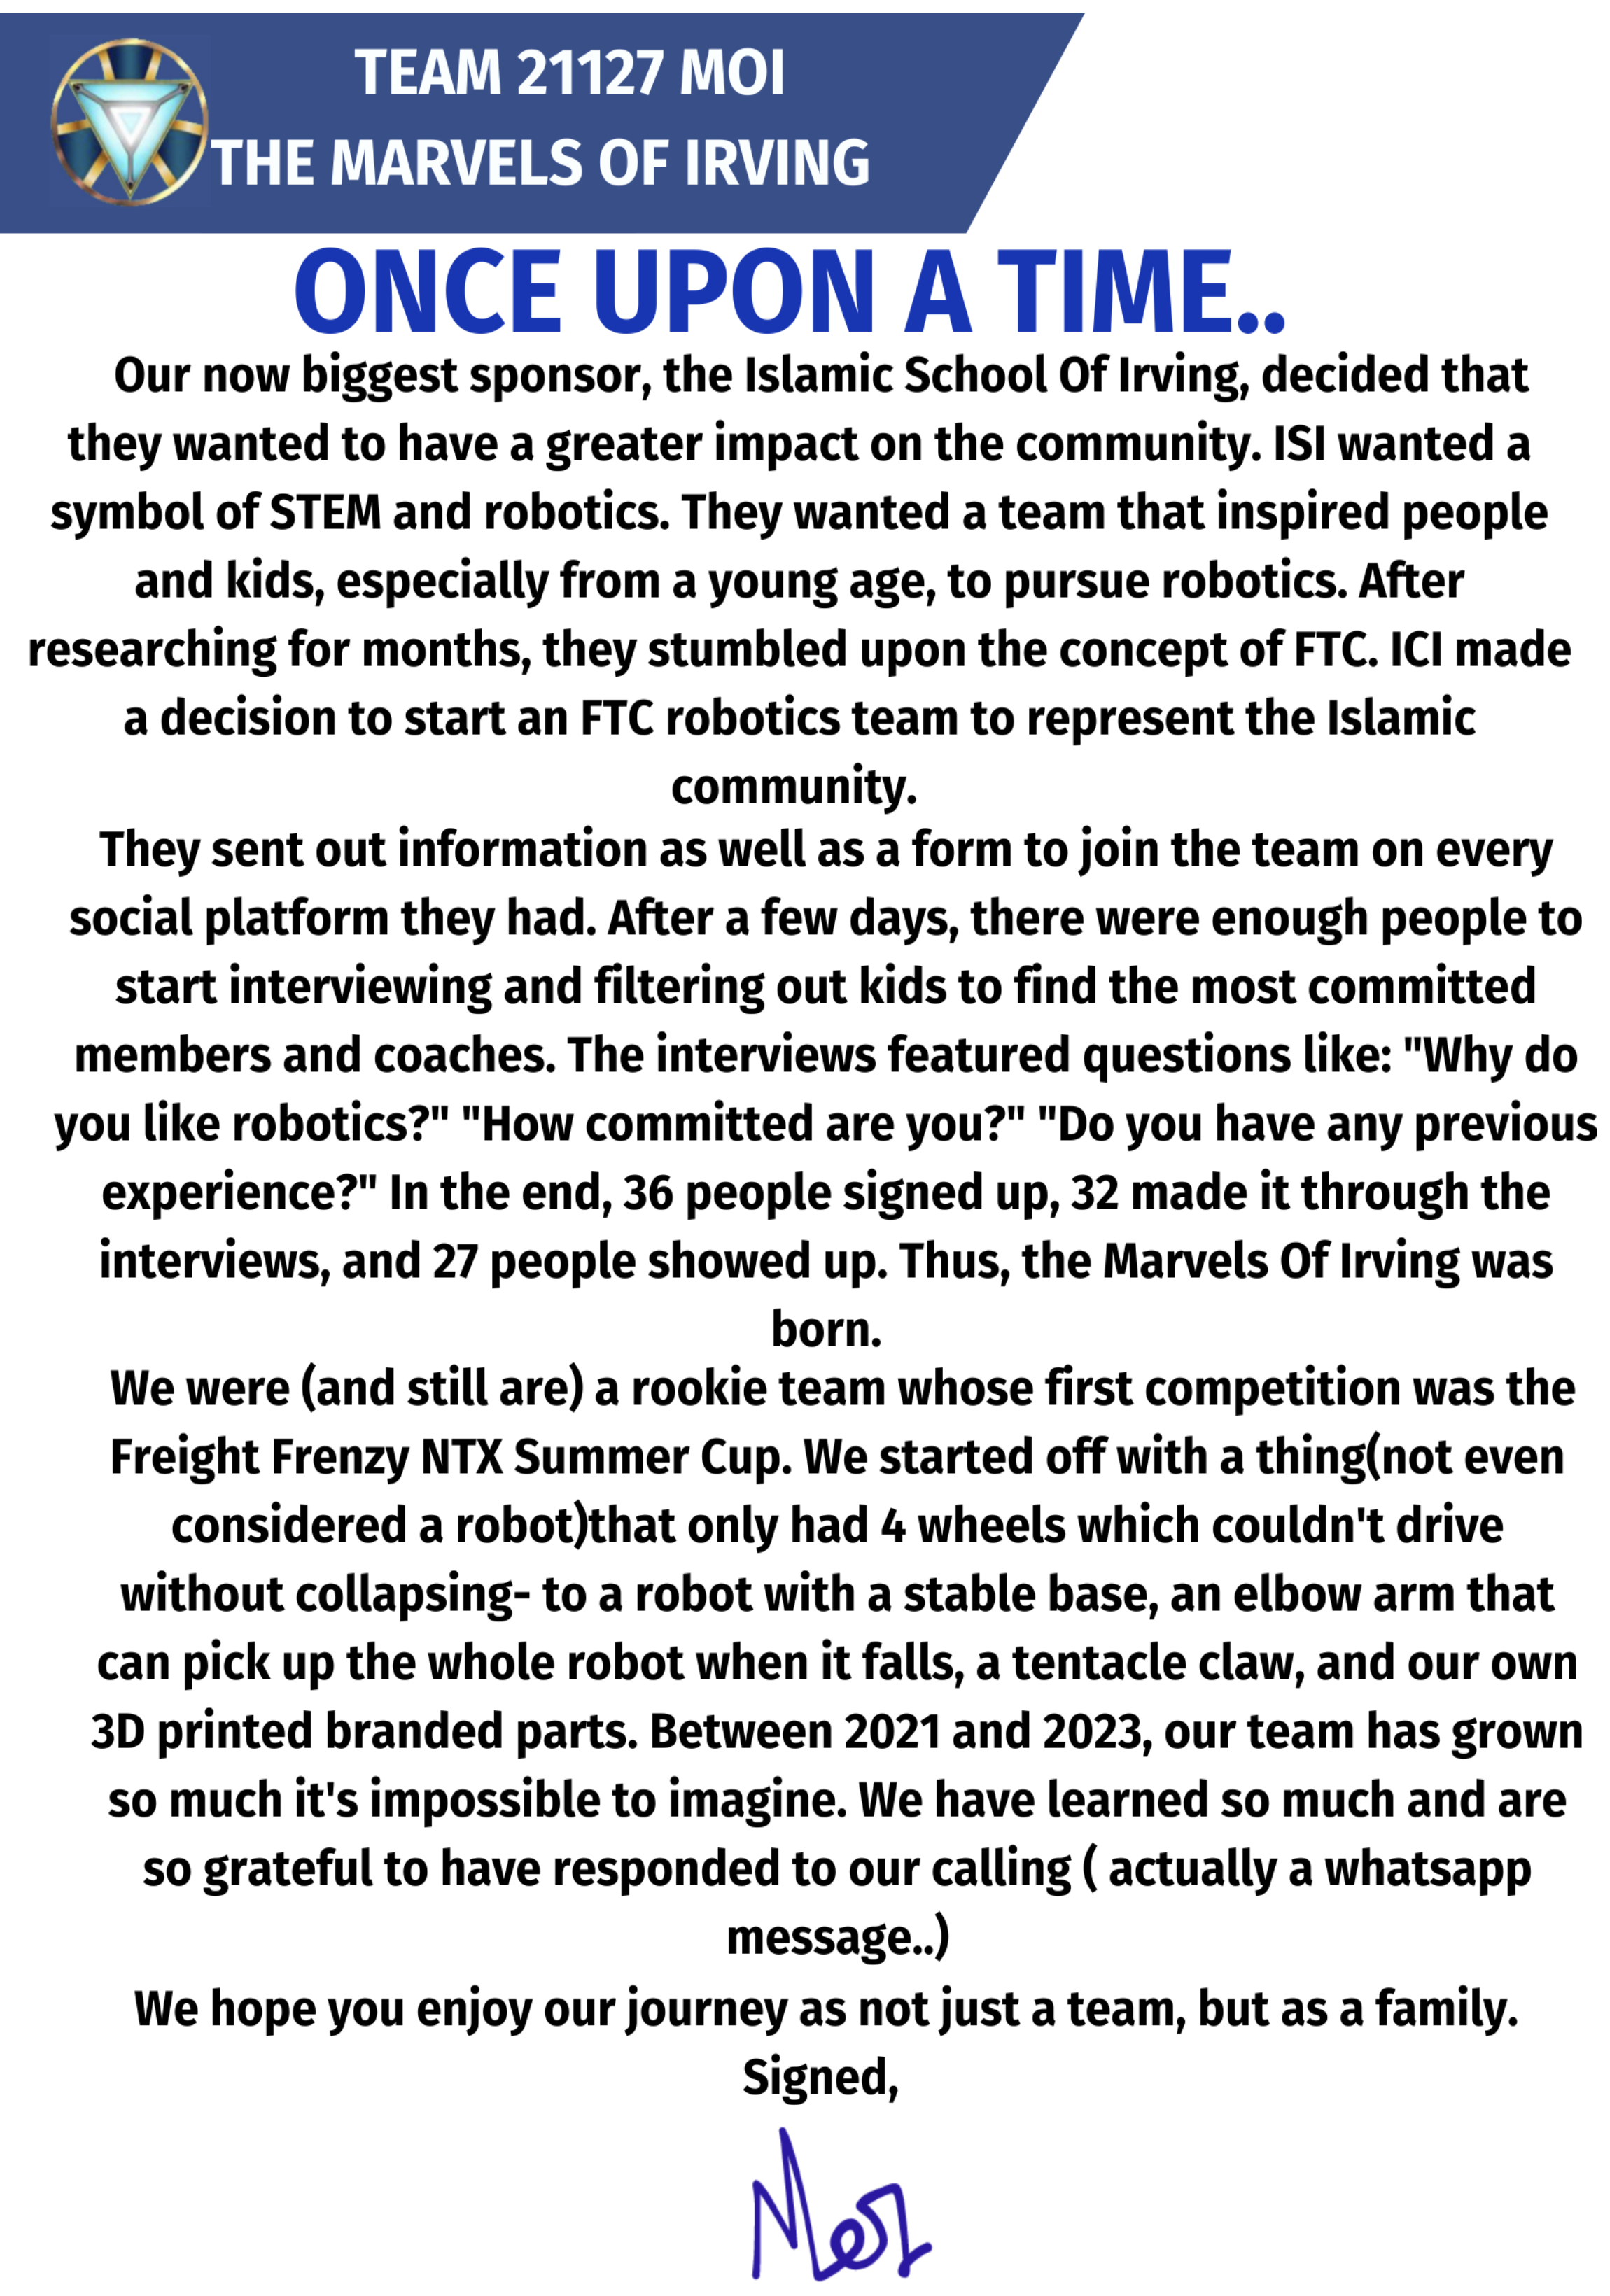 TEAM 21127 MOI
THE MARVELS OF IRVING
ONCE UPON A TIME..
Our now biggest sponsor, the Islamic School Of Irving, decided that
they wanted to have a greater impact on the community. ISI wanted a
symbol of STEM and robotics. They wanted a team that inspired people
and kids, especially from a young age, to pursue robotics. After
researching for months, they stumbled upon the concept of FTC. ICI made
a decision to start an FTC robotics team to represent the Islamic
community.
They sent out information as well as a form to join the team on every
social platform they had. After a few days, there were enough people to
start interviewing and filtering out kids to find the most committed
members and coaches. The interviews featured questions like: "Why do
you like robotics?" "How committed are you?" "Do you have any previous
experience?" In the end, 36 people signed up, 32 made it through the
interviews, and 27 people showed up. Thus, the Marvels Of Irving was
born.
We were (and still are) a rookie team whose first competition was the
Freight Frenzy NTX Summer Cup. We started off with a thing(not even
considered a robot)that only had 4 wheels which couldn't drive
without collapsing- to a robot with a stable base, an elbow arm that
can pick up the whole robot when it falls, a tentacle claw, and our own
3D printed branded parts. Between 2021 and 2023, our team has grown
so much it's impossible to imagine. We have learned so much and are
so grateful to have responded to our calling ( actually a whatsapp
message..)
We hope you enjoy our journey as not just a team, but as a family.
Signed,